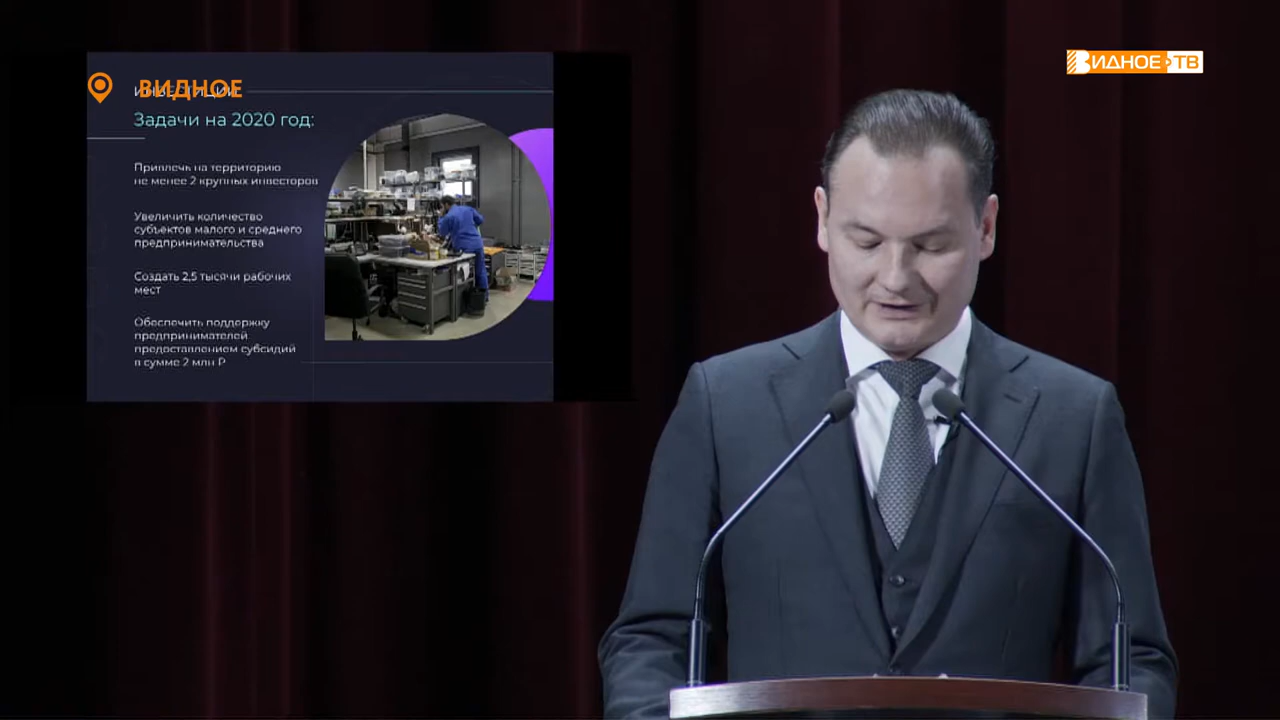 ВИДНОЕ
ИНВЕСТИЦИИ
Задачи на 2020 год:
Привлечь на территорию
не менее 2 крупных инвесторов
Увеличить количество
субъектов малого и среднего
предпринимательства
Создать 2,5 тысячи рабочих
мест
Обеспечить поддержку
предпринимателей
предоставлением субсидий
в сумме 2 млн ₽
ВИДНОЕ ТВ